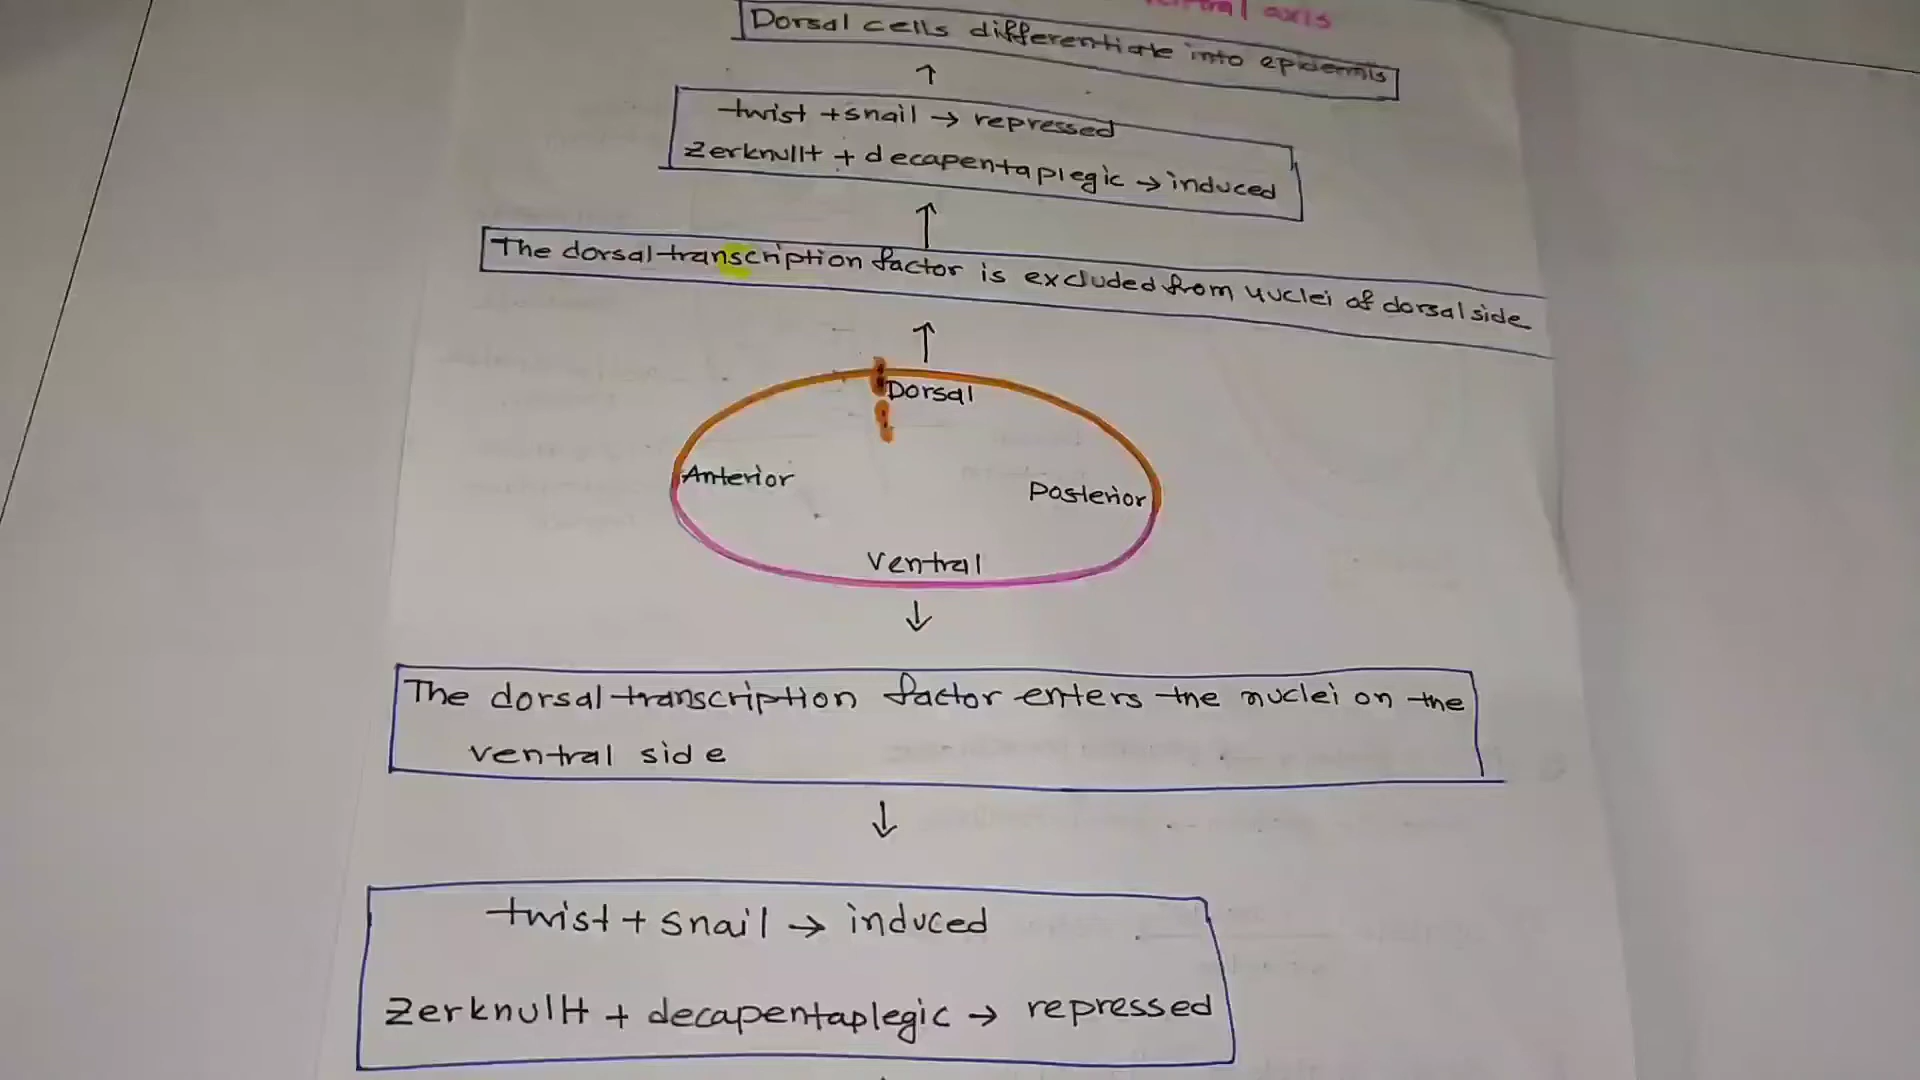 ventral axis
Dorsal cells differentiate into epidermis
↑
twist + snail → repressed
zerknullt + decapentaplegic → induced
↑
The dorsal transcription factor is excluded from nuclei of dorsal side
↑
Dorsal
Anterior
Posterior
Ventral
↓
The dorsal transcription factor enters the nuclei on the
ventral side
↓
twist + snail → induced
zerknullt + decapentaplegic → repressed